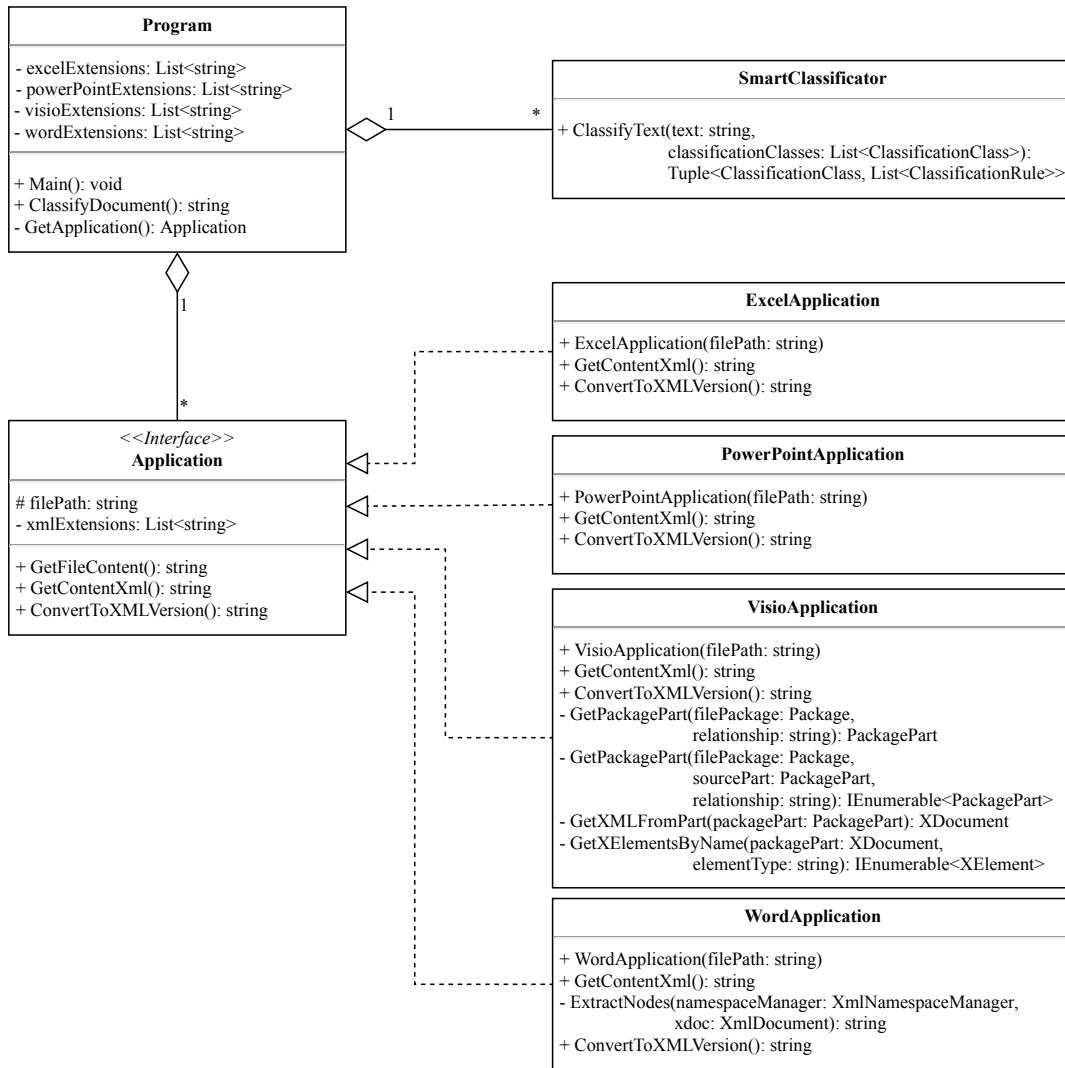 Program
- excelExtensions: List<string>
- powerPointExtensions: List<string>
- visioExtensions: List<string>
- wordExtensions: List<string>
+ Main(): void
+ ClassifyDocument(): string
- GetApplication(): Application
1
*
SmartClassificator
+ ClassifyText(text: string,
classificationClasses: List<ClassificationClass>):
Tuple<ClassificationClass, List<ClassificationRule>>
1
*
<<Interface>>
Application
# filePath: string
- xmlExtensions: List<string>
+ GetFileContent(): string
+ GetContentXml(): string
+ ConvertToXMLVersion(): string
ExcelApplication
+ ExcelApplication(filePath: string)
+ GetContentXml(): string
+ ConvertToXMLVersion(): string
PowerPointApplication
+ PowerPointApplication(filePath: string)
+ GetContentXml(): string
+ ConvertToXMLVersion(): string
VisioApplication
+ VisioApplication(filePath: string)
+ GetContentXml(): string
+ ConvertToXMLVersion(): string
- GetPackagePart(filePackage: Package,
relationship: string): PackagePart
- GetPackagePart(filePackage: Package,
sourcePart: PackagePart,
relationship: string): IEnumerable<PackagePart>
- GetXMLFromPart(packagePart: PackagePart): XDocument
- GetXElementsByName(packagePart: XDocument,
elementType: string): IEnumerable<XElement>
WordApplication
+ WordApplication(filePath: string)
+ GetContentXml(): string
- ExtractNodes(namespaceManager: XmlNamespaceManager,
xdoc: XmlDocument): string
+ ConvertToXMLVersion(): string